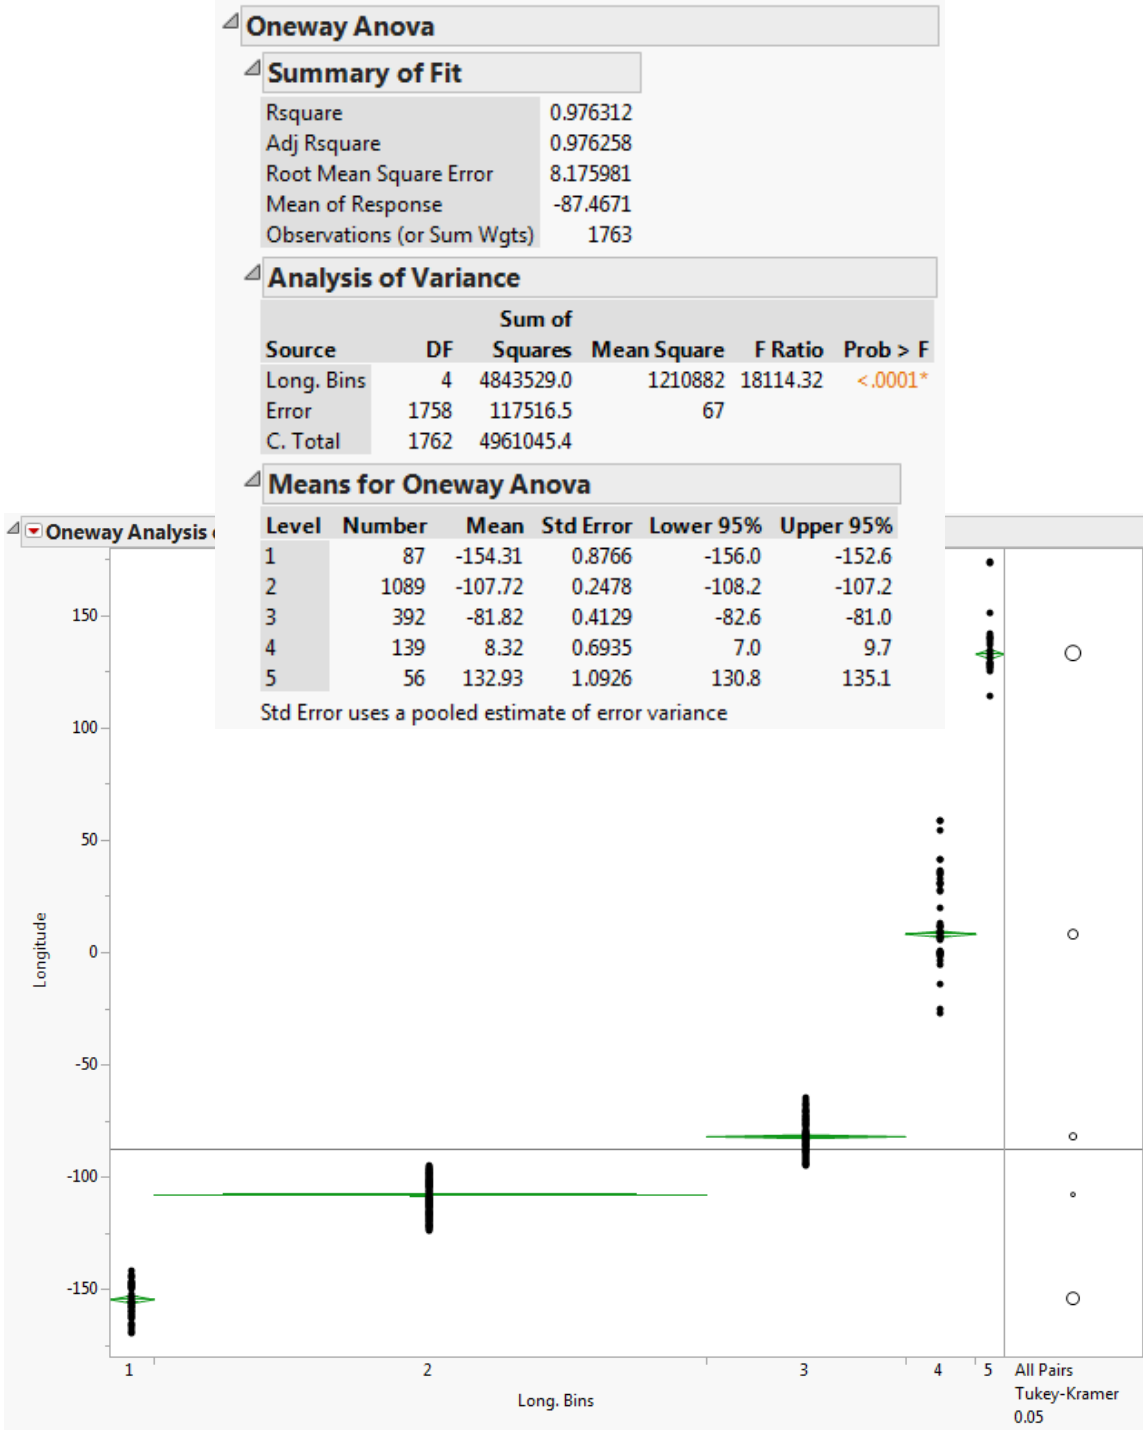 Oneway Anova
Summary of Fit
Rsquare 0.976312
Adj Rsquare 0.976258
Root Mean Square Error 8.175981
Mean of Response -87.4671
Observations (or Sum Wgts) 1763
Analysis of Variance
Sum of
Source DF Squares Mean Square F Ratio Prob > F
Long. Bins 4 4843529.0 1210882 18114.32 <.0001*
Error 1758 117516.5 67
C. Total 1762 4961045.4
Means for Oneway Anova
Level Number Mean Std Error Lower 95% Upper 95%
1 87 -154.31 0.8766 -156.0 -152.6
2 1089 -107.72 0.2478 -108.2 -107.2
3 392 -81.82 0.4129 -82.6 -81.0
4 139 8.32 0.6935 7.0 9.7
5 56 132.93 1.0926 130.8 135.1
Std Error uses a pooled estimate of error variance
Oneway Analysis
150
100
50
0
-50
-100
-150
Longitude
1 2 3 4 5
Long. Bins
All Pairs
Tukey-Kramer
0.05